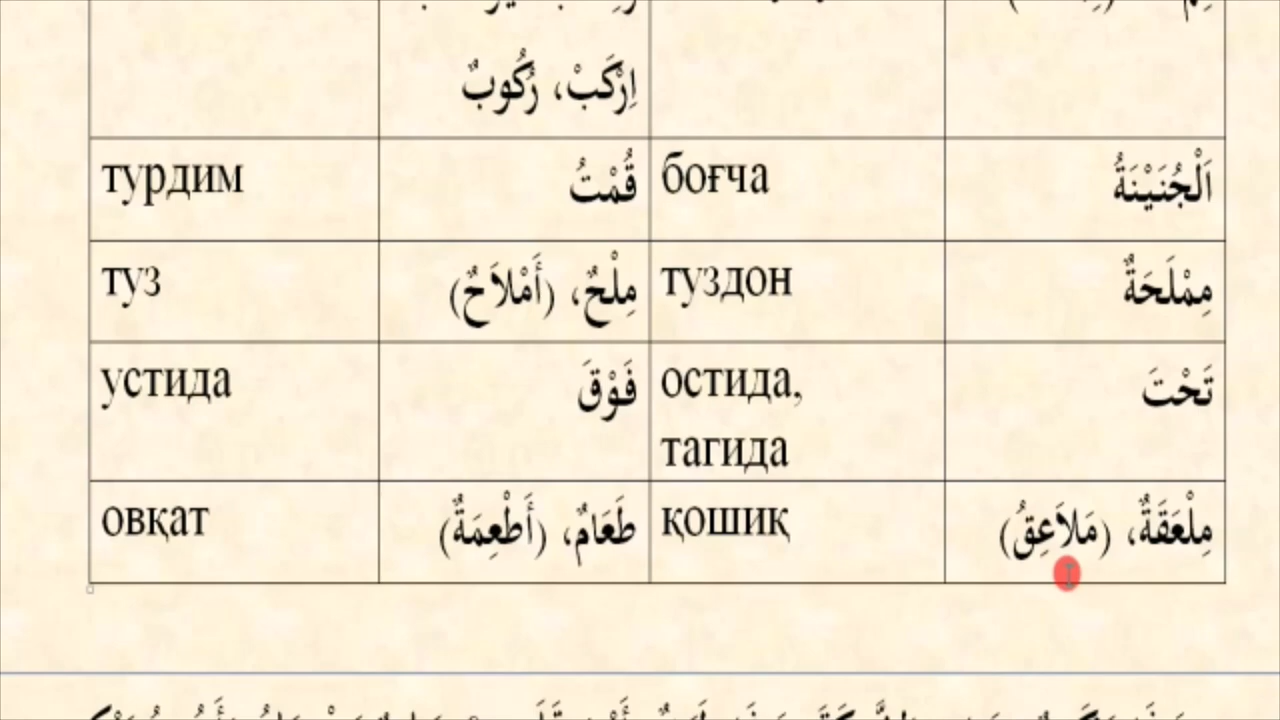 اِرْكَبْ، رُكُوبٌ
турдим قُمْتُ боғча اَلْجُنَيْنَةُ
туз مِلْحٌ، (أَمْلاَحٌ) туздон مِمْلَحَةٌ
устида فَوْقَ остида, تَحْتَ
тагида
овқат طَعَامٌ، (أَطْعِمَةٌ) қошиқ مِلْعَقَةٌ، (مَلاَعِقُ)